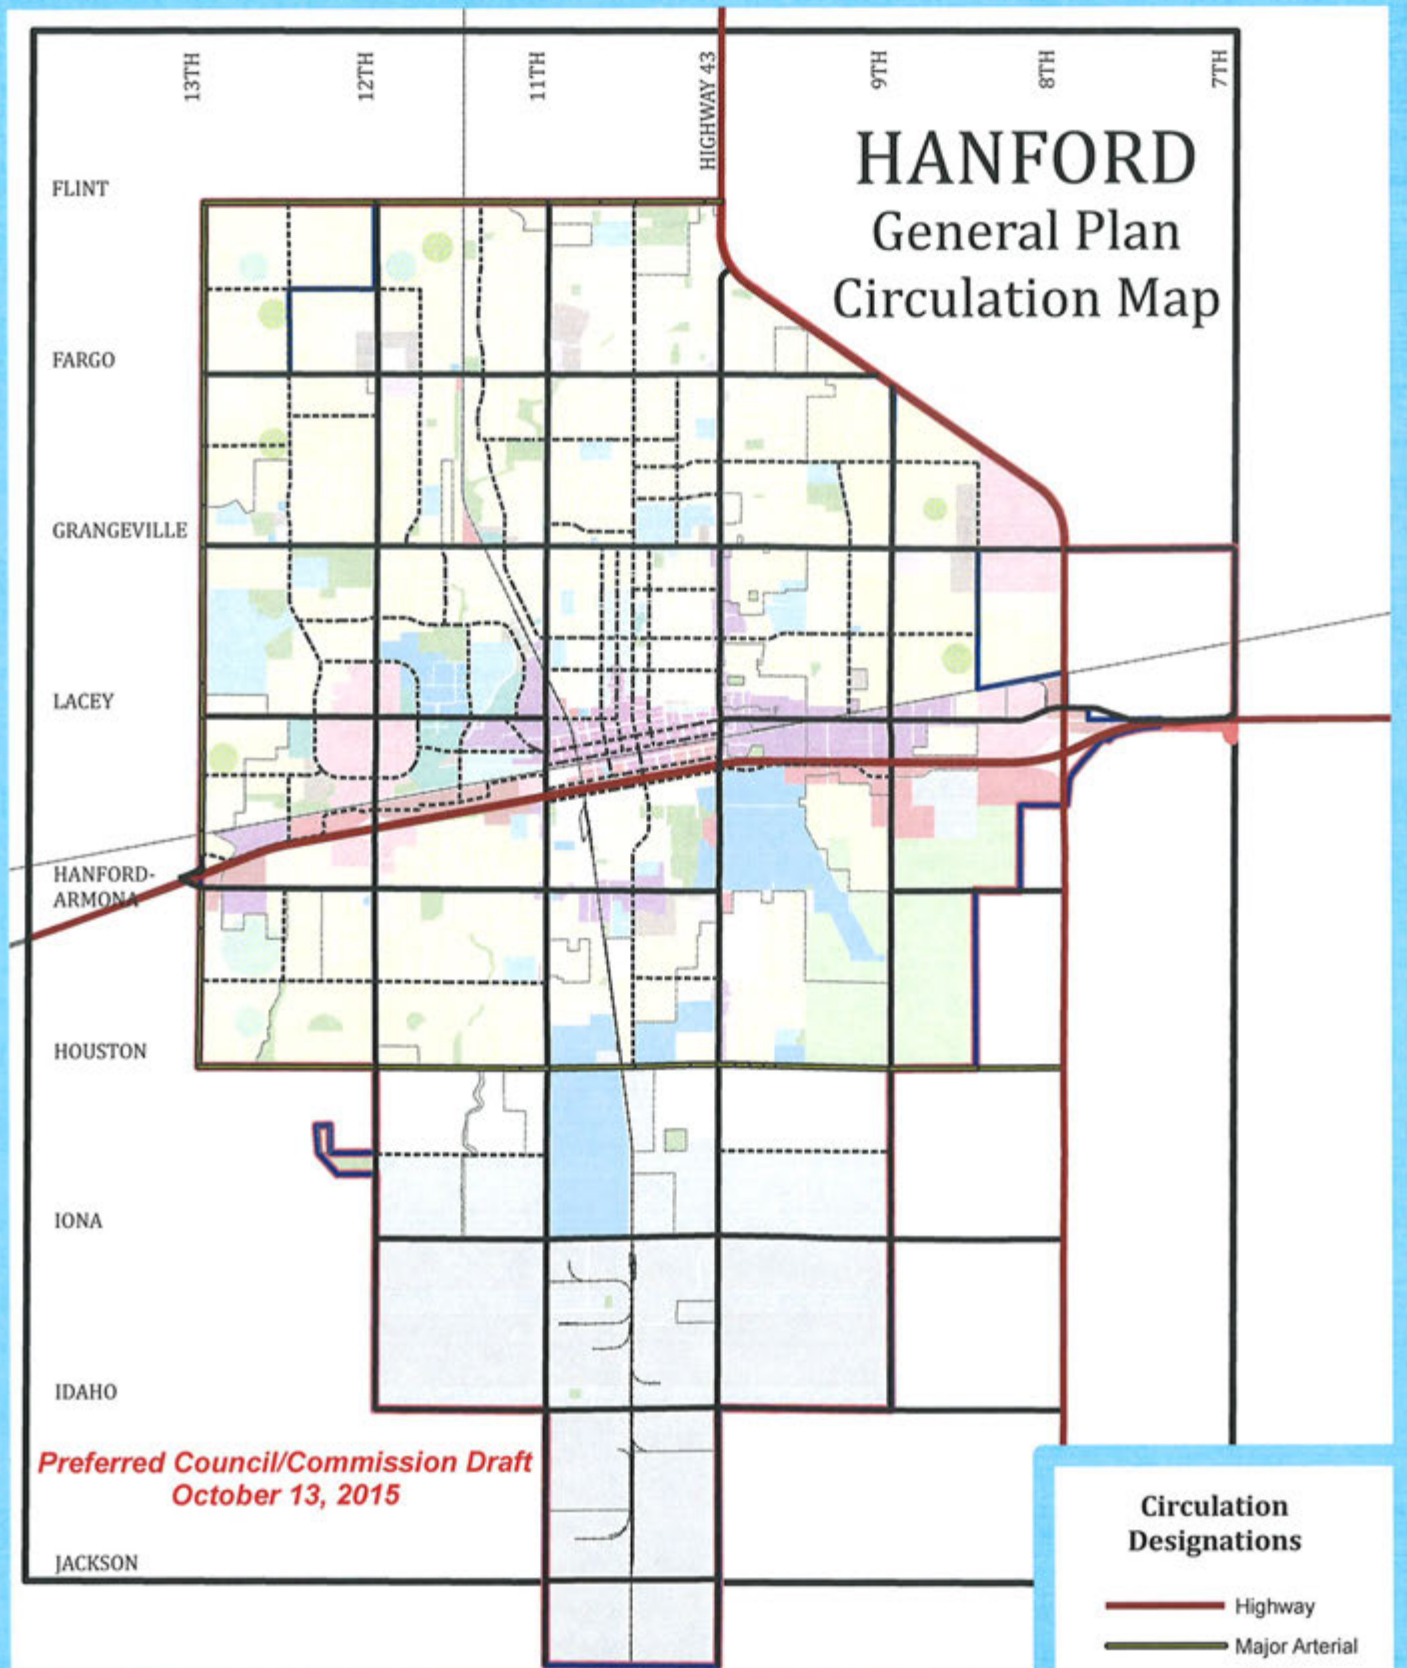 13TH
12TH
11TH
HIGHWAY 43
9TH
8TH
7TH
HANFORD
General Plan
Circulation Map
FLINT
FARGO
GRANGEVILLE
LACEY
HANFORD-
ARMONA
HOUSTON
IONA
IDAHO
Preferred Council/Commission Draft
October 13, 2015
JACKSON
Circulation
Designations
Highway
Major Arterial